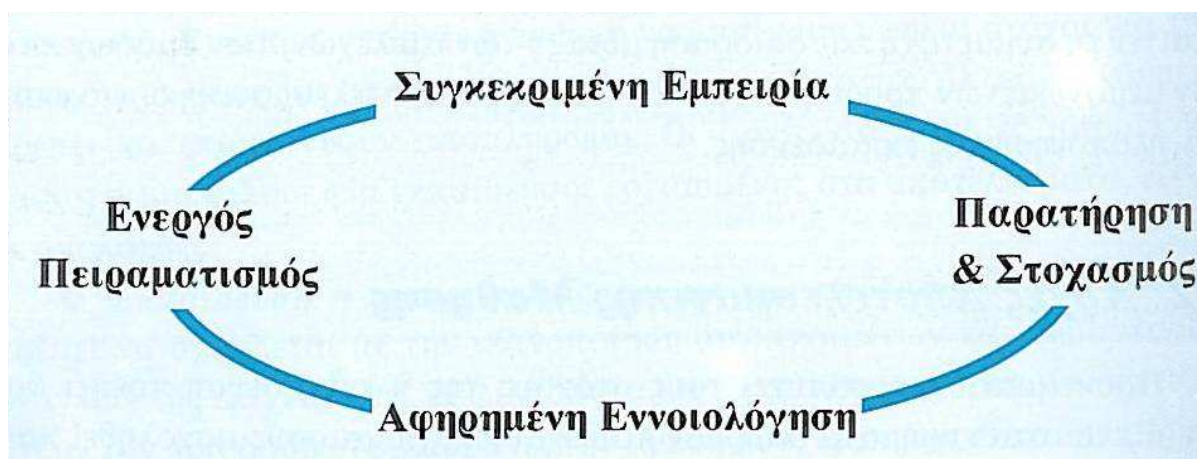 Συγκεκριμένη Εμπειρία
Ενεργός
Πειραματισμός
Παρατήρηση
& Στοχασμός
Αφηρημένη Εννοιολόγηση